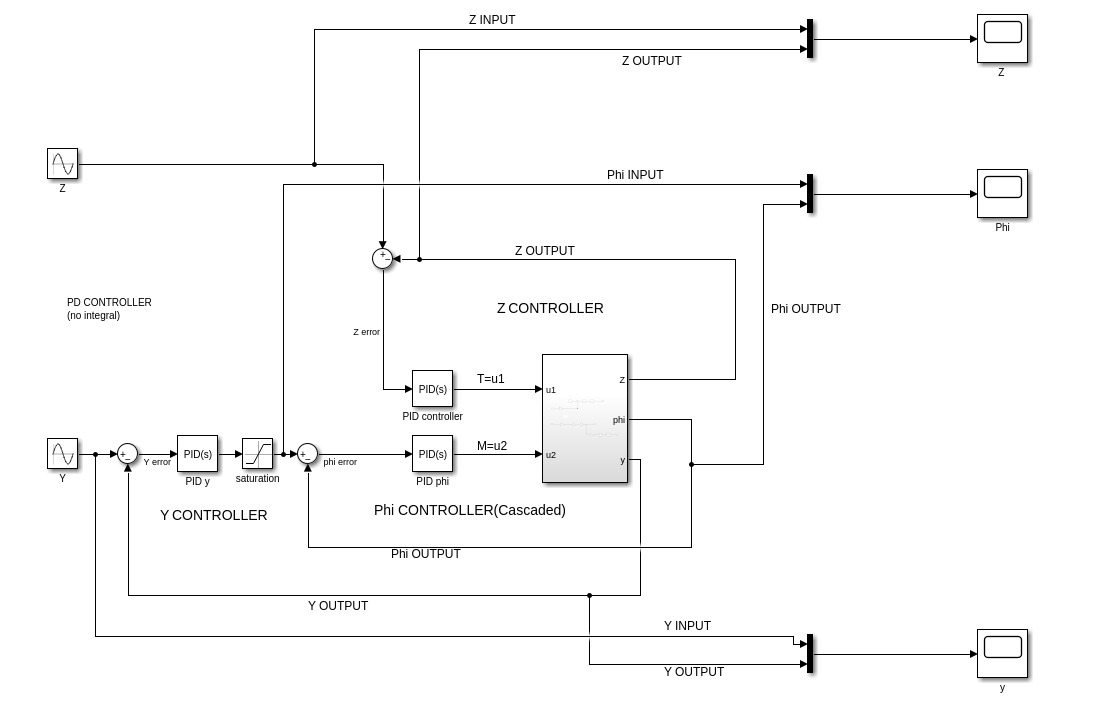 Z INPUT
Z OUTPUT
Z
Z
Phi INPUT
Phi
+
−
Z OUTPUT
PD CONTROLLER
(no integral)
Z CONTROLLER
Phi OUTPUT
Z error
T=u1
PID(s)
PID controller
u1
Z
phi
Y
+
−
Y error
PID(s)
PID y
saturation
+
−
phi error
PID(s)
PID phi
M=u2
u2
y
Y CONTROLLER
Phi CONTROLLER(Cascaded)
Phi OUTPUT
Y OUTPUT
Y INPUT
Y OUTPUT
y